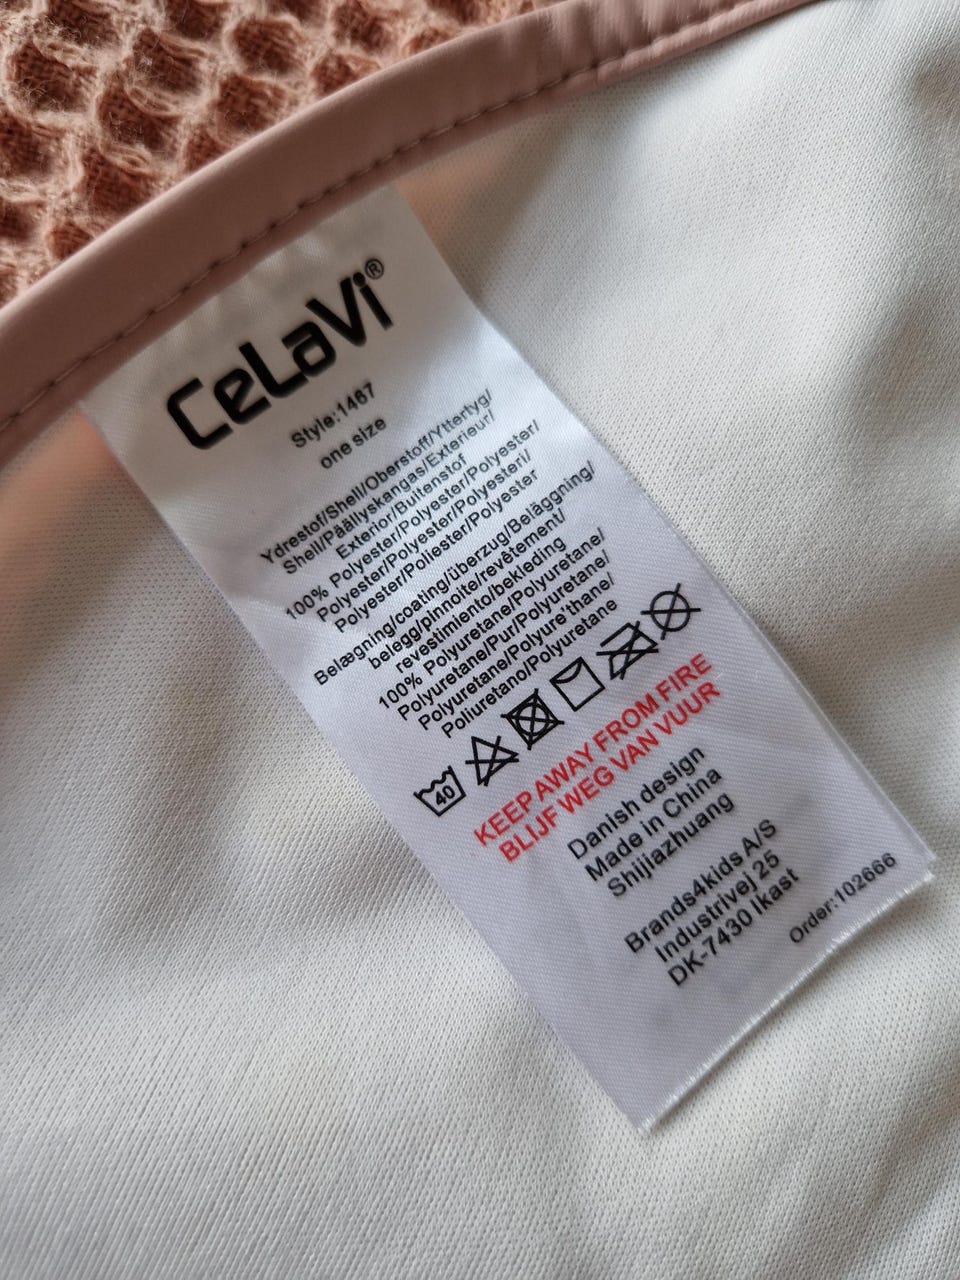 CeLaVi®
Style:1467
one size
Ydrestof/Shell/Oberstoff/Yttertyg/
Shell/Päällyskangas/Exterieur/
Exterior/Buitenstof
100% Polyester/Polyester/Polyester/
Polyester/Polyester/Polyesteri/
Polyester/Poliester/Polyester
Belægning/coating/überzug/Beläggning/
belegg/pinnoite/revêtement/
revestimiento/bekleding
100% Polyuretane/Polyuretane/
Polyuretane/Pur/Polyuretane/
Polyuretane/Polyure'thane/
Poliuretano/Polyuretane
40
KEEP AWAY FROM FIRE
BLIJF WEG VAN VUUR
Danish design
Made in China
Shijiazhuang
Brands4kids A/S
Industrivej 25
DK-7430 Ikast
Order:102666